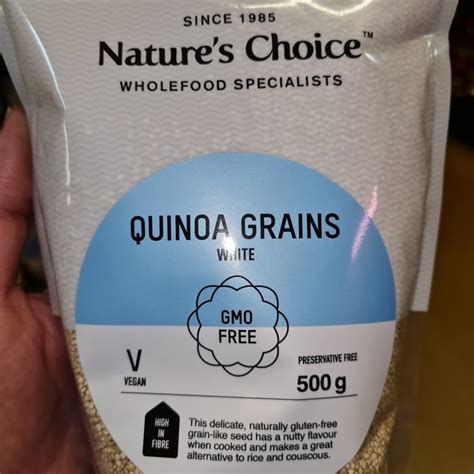 SINCE 1985
Nature's Choice™
WHOLEFOOD SPECIALISTS
QUINOA GRAINS
WHITE
GMO
FREE
V
VEGAN
PRESERVATIVE FREE
500 g
HIGH
IN
FIBRE
This delicate, naturally gluten-free
grain-like seed has a nutty flavour
when cooked and makes a great
alternative to rice and couscous.